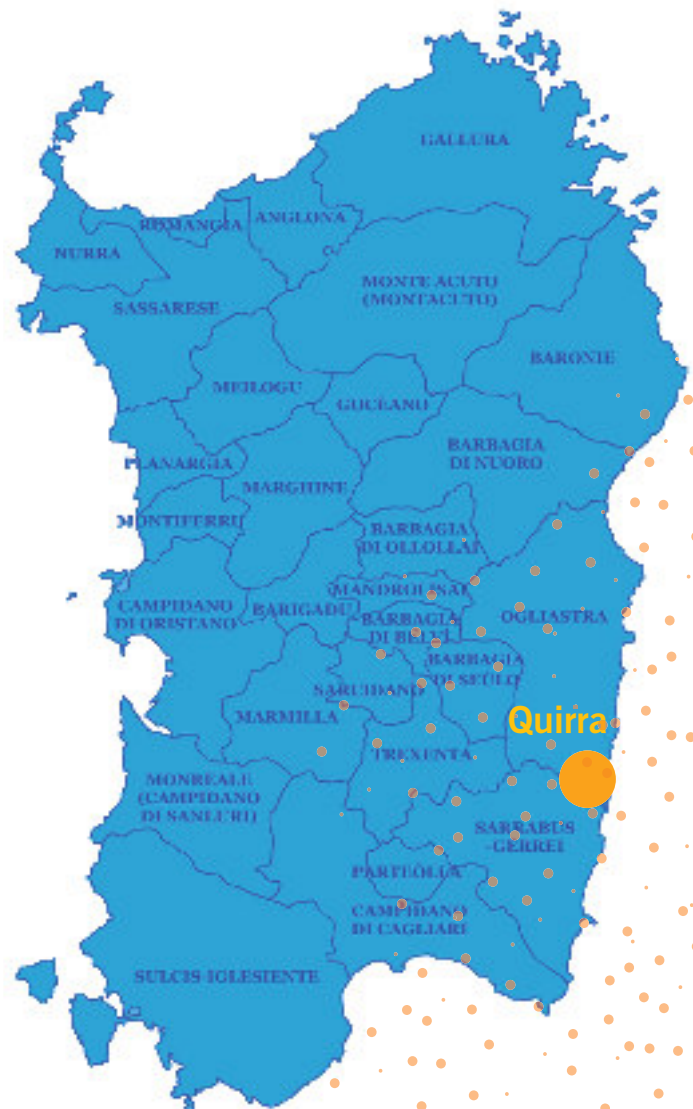 GALLURA
ANGLONA
ROMANGIA
NURRA
MONTE ACUTO
(MONTACUTO)
SASSARESE
BARONIE
MEILOGU
GOCEANO
BARBAGIA
DI NUORO
PLANARGIA
MARGHINE
MONTIFERRU
BARBAGIA
DI OLLOLAI
MANDROLISAI
CAMPIDANO
DI ORISTANO
BARIGADU
BARBAGIA
DI BELVÌ
OGLIASTRA
BARBAGIA
DI SEULO
SARCIDANO
MARMILLA
Quirra
TREXENTA
MONREALE
(CAMPIDANO
DI SANLURI)
SARRABUS
-GERREI
PARTEOLLA
CAMPIDANO
DI CAGLIARI
SULCIS-IGLESIENTE